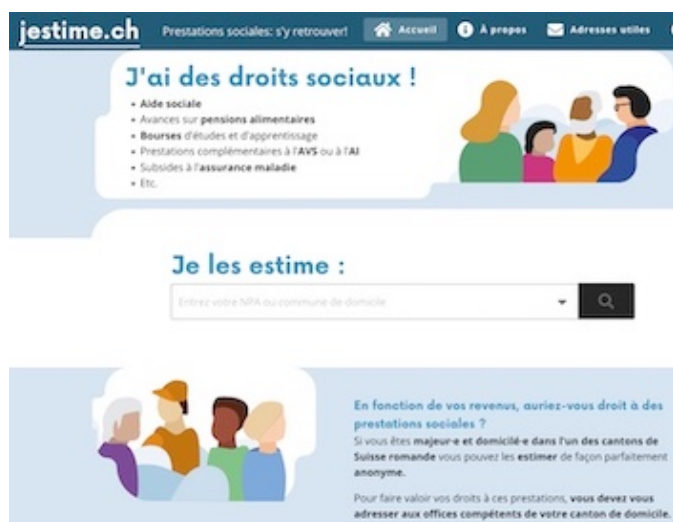 jestime.ch Prestations sociales: s'y retrouver! Accueil À propos Adresses utiles
J'ai des droits sociaux !
• Aide sociale
• Avances sur pensions alimentaires
• Bourses d'études et d'apprentissage
• Prestations complémentaires à l'AVS ou à l'AI
• Subsides à l'assurance maladie
• Etc.
Je les estime :
Entrez votre NPA ou commune de domicile
En fonction de vos revenus, auriez-vous droit à des
prestations sociales ?
Si vous êtes majeur·e et domicilié·e dans l'un des cantons de
Suisse romande vous pouvez les estimer de façon parfaitement
anonyme.
Pour faire valoir vos droits à ces prestations, vous devez vous
adresser aux offices compétents de votre canton de domicile.